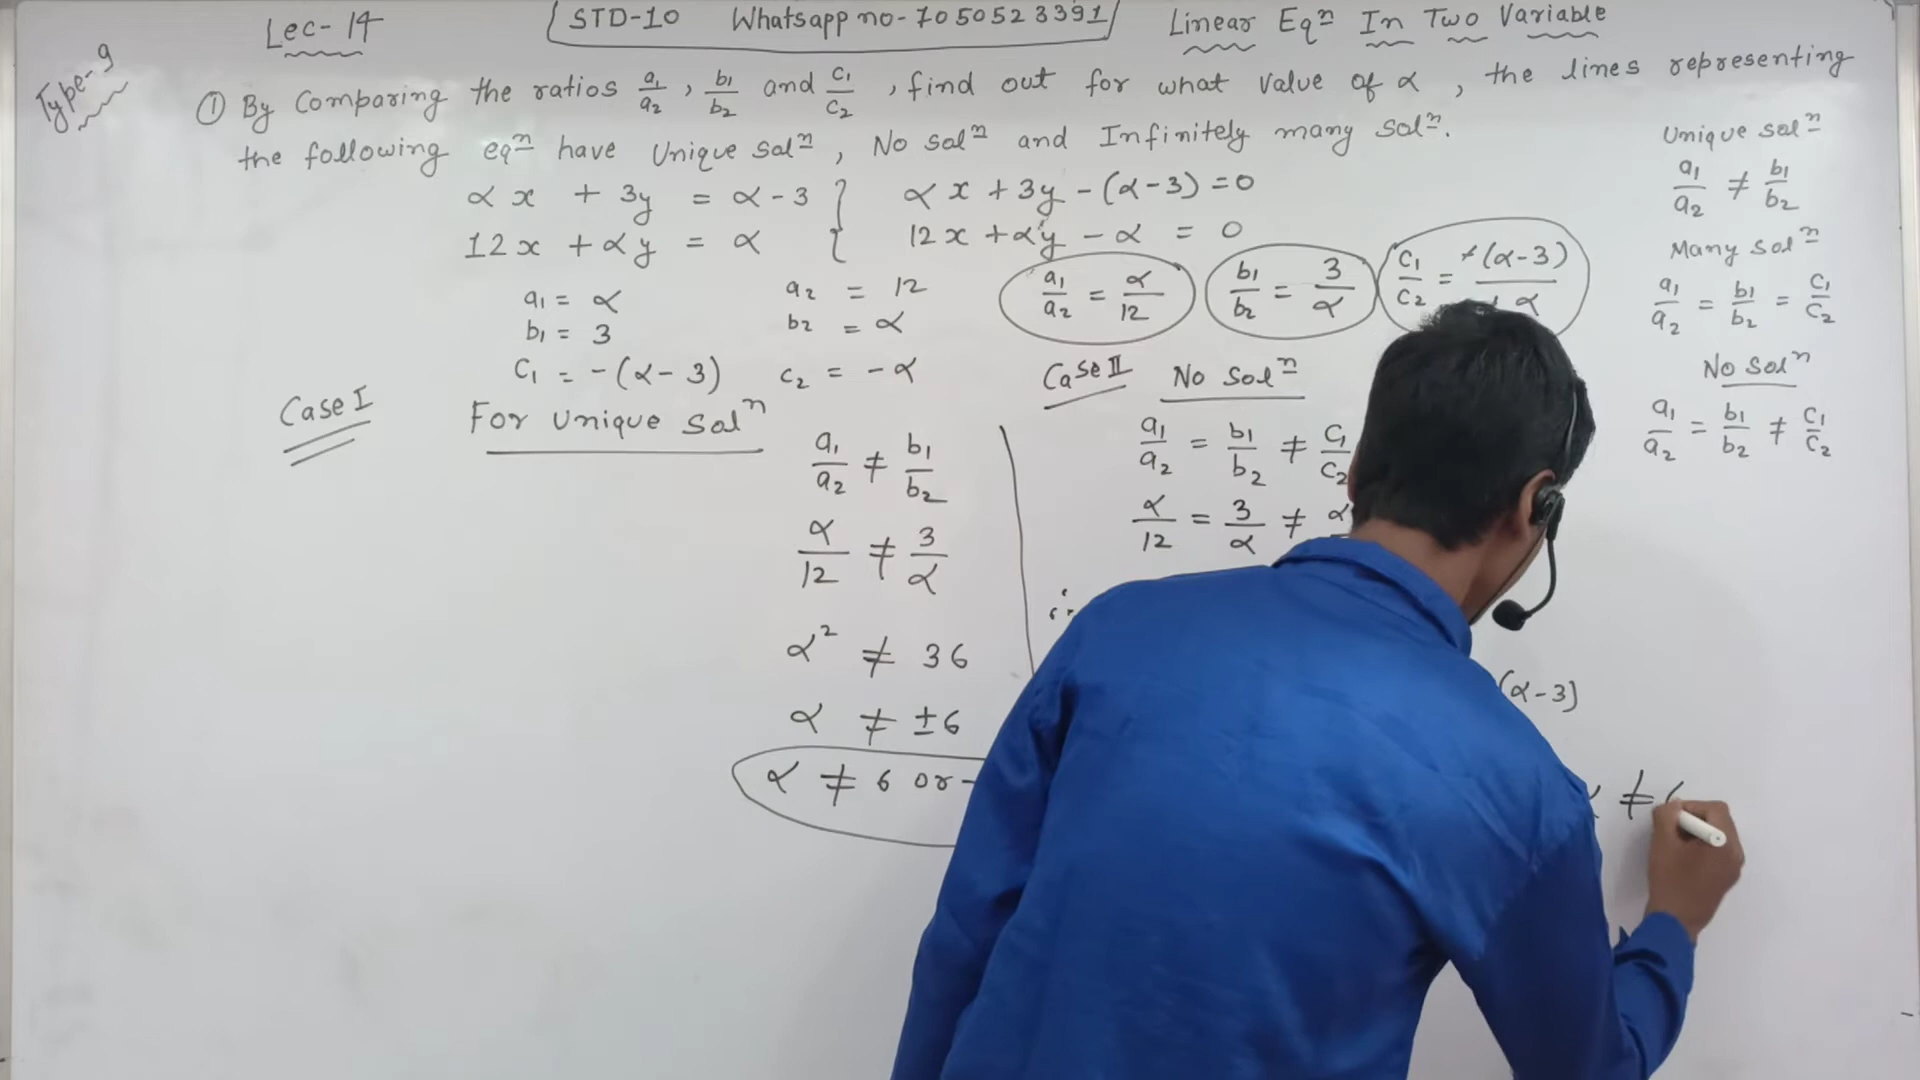 Lec-14
STD-10 Whatsapp no-7050523391
Linear Eqⁿ In Two Variable
Type-9
① By Comparing the ratios a₁/a₂ , b₁/b₂ and c₁/c₂ , find out for what value of α , the lines representing
the following eqⁿ have Unique solⁿ , No solⁿ and Infinitely many solⁿ.
αx + 3y = α-3 } αx + 3y -(α-3) = 0
12x + αy = α { 12x + αy - α = 0
a₁ = α a₂ = 12
b₁ = 3 b₂ = α
C₁ = -(α-3) c₂ = -α
a₁/a₂ = α/12
b₁/b₂ = 3/α
C₁/C₂ = -(α-3)/ α
Case I For Unique Solⁿ
a₁/a₂ ≠ b₁/b₂
α/12 ≠ 3/α
α² ≠ 36
α ≠ ±6
α ≠ 6 or -
Case II No Solⁿ
a₁/a₂ = b₁/b₂ ≠ C₁/C₂
α/12 = 3/α ≠ α
(α-3)
≠
Unique solⁿ
a₁/a₂ ≠ b₁/b₂
Many solⁿ
a₁/a₂ = b₁/b₂ = C₁/C₂
No Solⁿ
a₁/a₂ = b₁/b₂ ≠ C₁/C₂